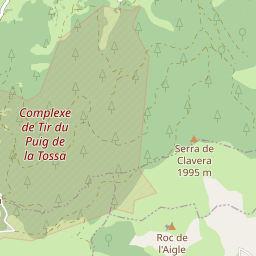 Complexe
de Tir du
Puig de
la Tossa
Serra de
Clavera
1995 m
Roc de
l'Aigle